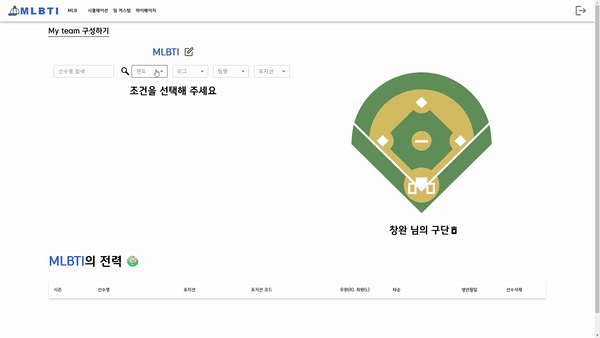 MLBTI MLB 시뮬레이션 팀 커스텀 마이페이지
My team 구성하기
MLBTI
선수명 검색 연도 리그 팀명 포지션
조건을 선택해 주세요
창완 님의 구단
MLBTI의 전력
시즌 선수명 포지션 포지션 코드 우완(R), 좌완(L) 타순 생년월일 선수삭제